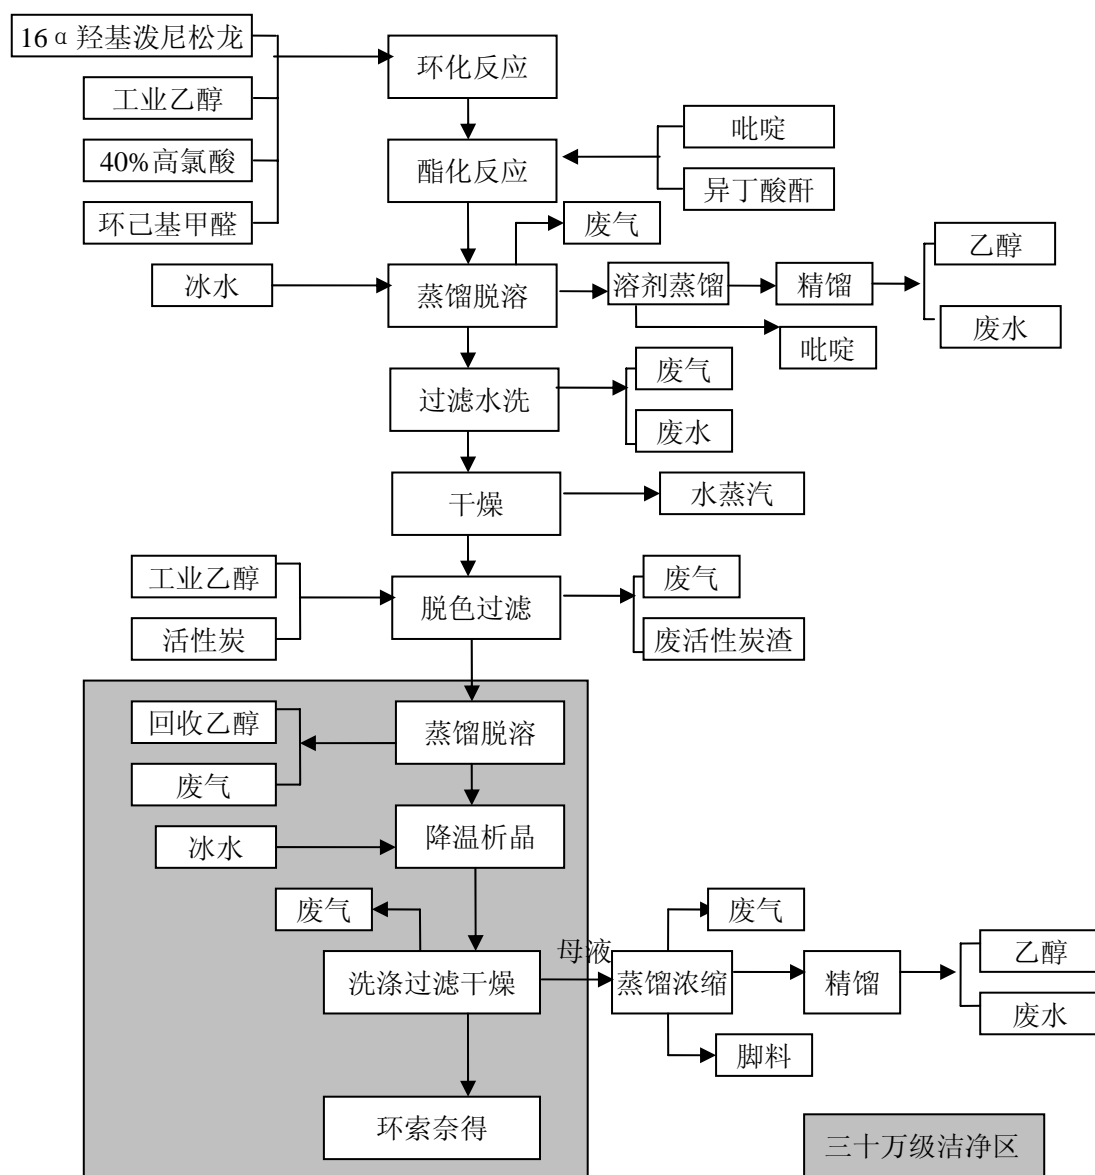 16α羟基泼尼松龙
环化反应
工业乙醇
吡啶
40%高氯酸
酯化反应
异丁酸酐
环己基甲醛
废气
乙醇
冰水
蒸馏脱溶
溶剂蒸馏
精馏
废水
吡啶
废气
过滤水洗
废水
干燥
水蒸汽
工业乙醇
废气
脱色过滤
活性炭
废活性炭渣
回收乙醇
蒸馏脱溶
废气
降温析晶
冰水
废气
废气
母液
乙醇
洗涤过滤干燥
蒸馏浓缩
精馏
废水
脚料
环索奈得
三十万级洁净区